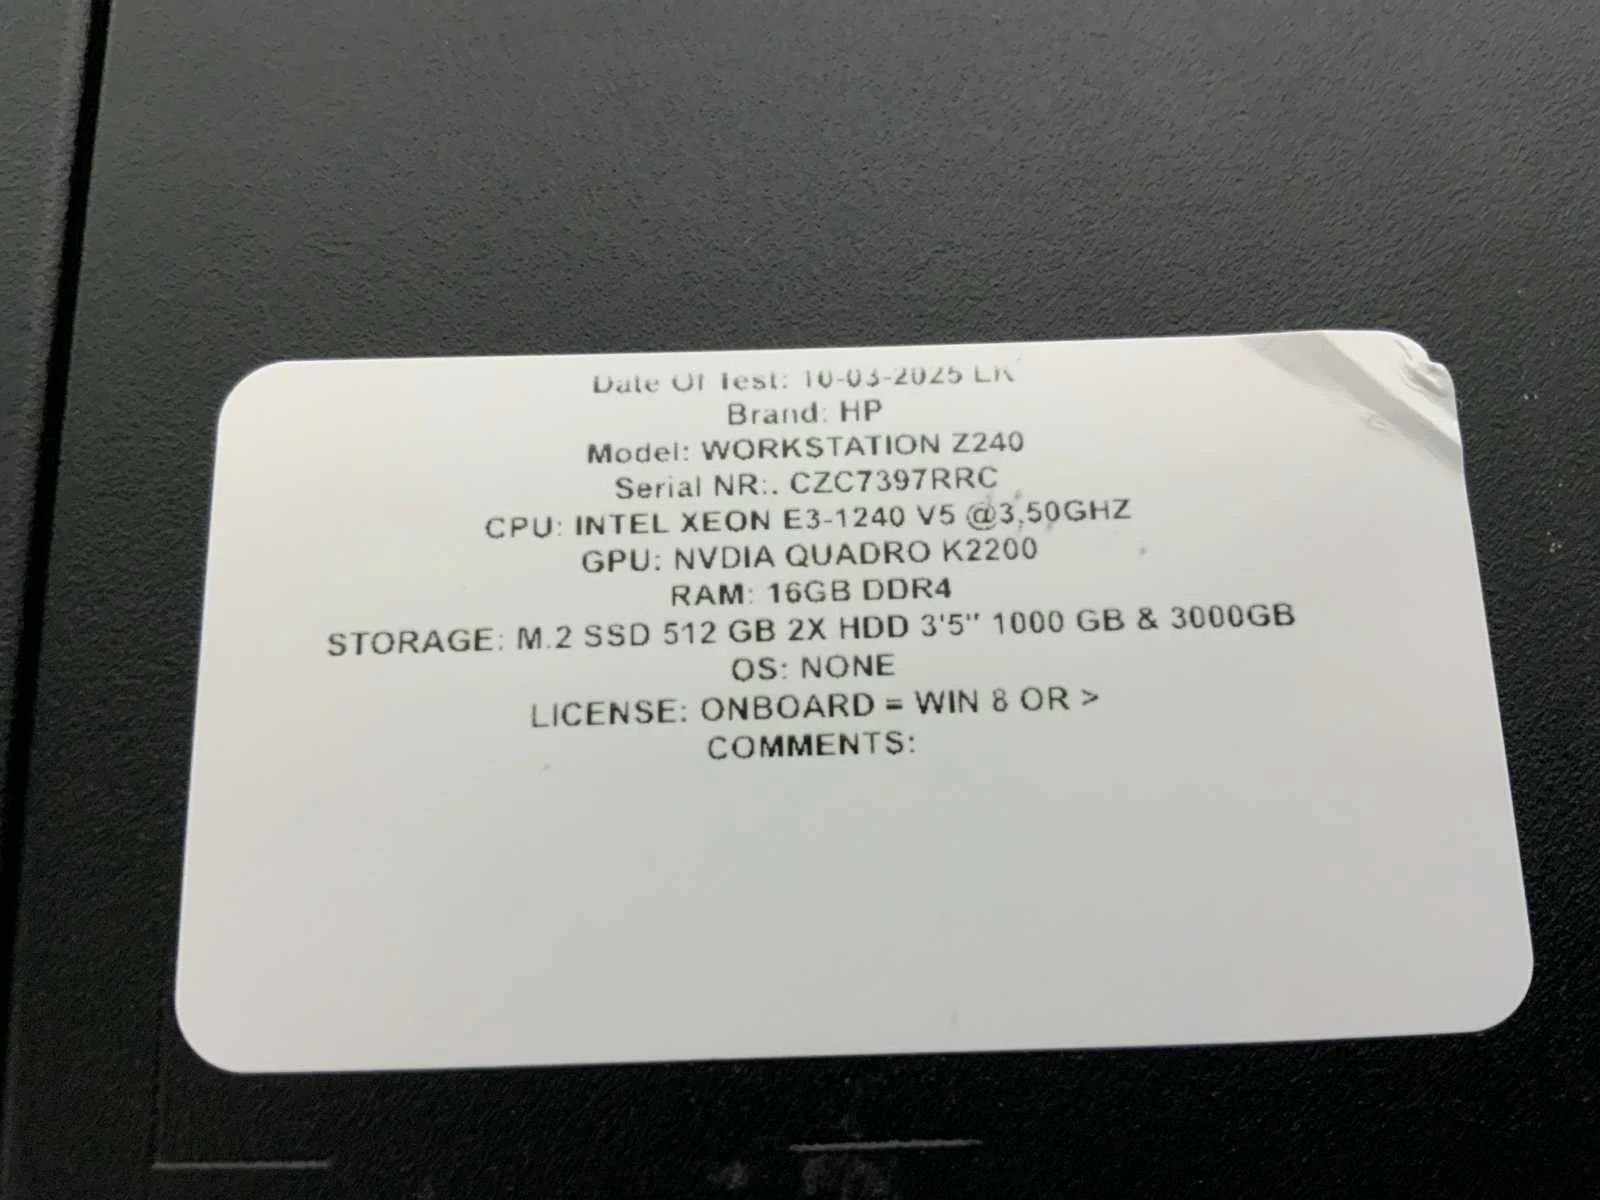 Date Of Test: 10-03-2025 LK
Brand: HP
Model: WORKSTATION Z240
Serial NR:. CZC7397RRC
CPU: INTEL XEON E3-1240 V5 @3,50GHZ
GPU: NVDIA QUADRO K2200
RAM: 16GB DDR4
STORAGE: M.2 SSD 512 GB 2X HDD 3'5" 1000 GB & 3000GB
OS: NONE
LICENSE: ONBOARD = WIN 8 OR >
COMMENTS: